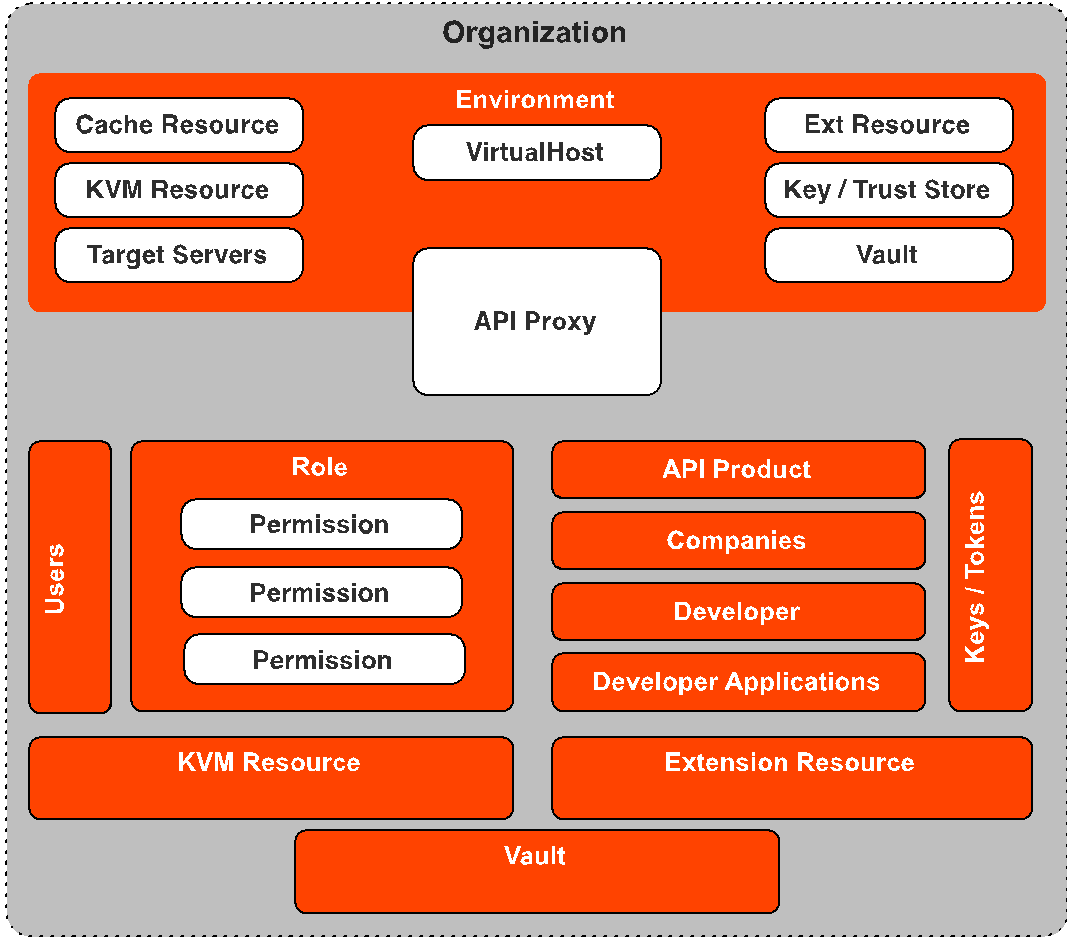 Organization
Environment
Cache Resource
KVM Resource
Target Servers
VirtualHost
API Proxy
Ext Resource
Key / Trust Store
Vault
Users
Role
Permission
Permission
Permission
API Product
Companies
Developer
Developer Applications
Keys / Tokens
KVM Resource
Extension Resource
Vault